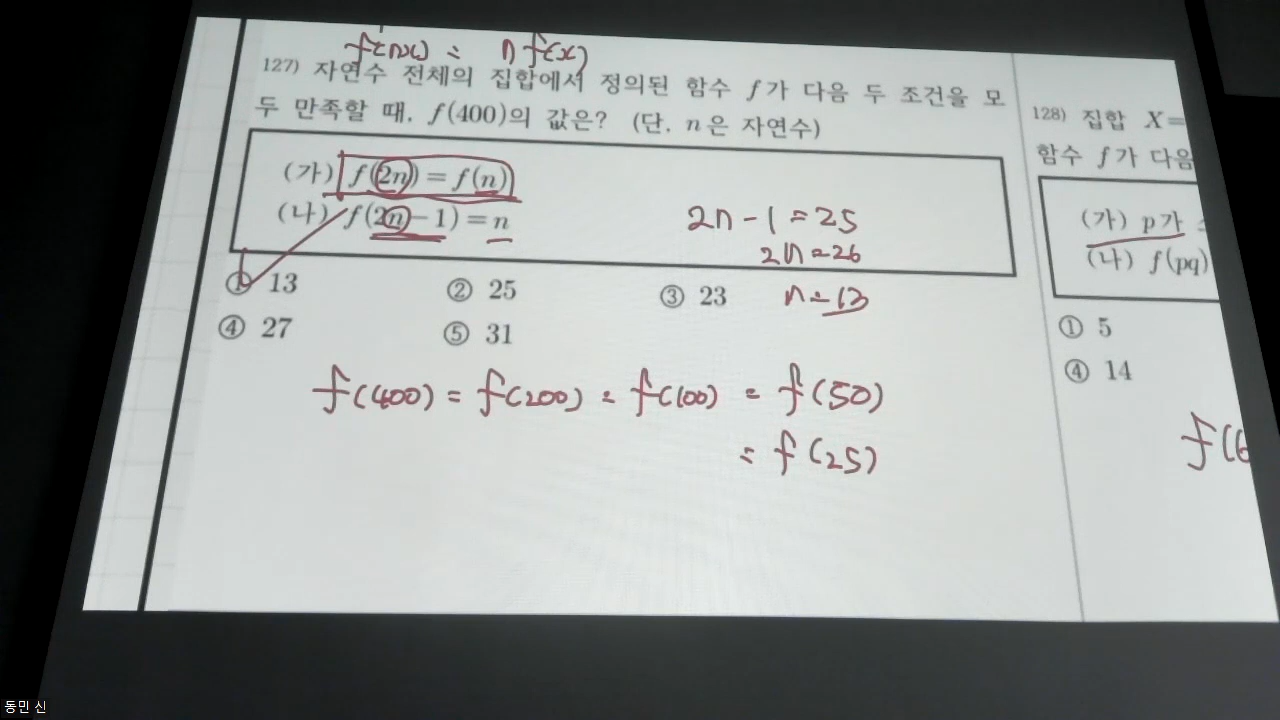 f(nx) = n f(x)
127) 자연수 전체의 집합에서 정의된 함수 f가 다음 두 조건을 모
두 만족할 때, f(400)의 값은? (단, n은 자연수)
(가) f(2n)=f(n)
(나) f(2n-1)=n
2n-1=25
2n=26
n=13
① 13
② 25
③ 23
④ 27
⑤ 31
f(400) = f(200) = f(100) = f(50)
= f(25)
128) 집합 X=
함수 f가 다음
(가) p가
(나) f(pq)
① 5
④ 14
f(6
동민 신